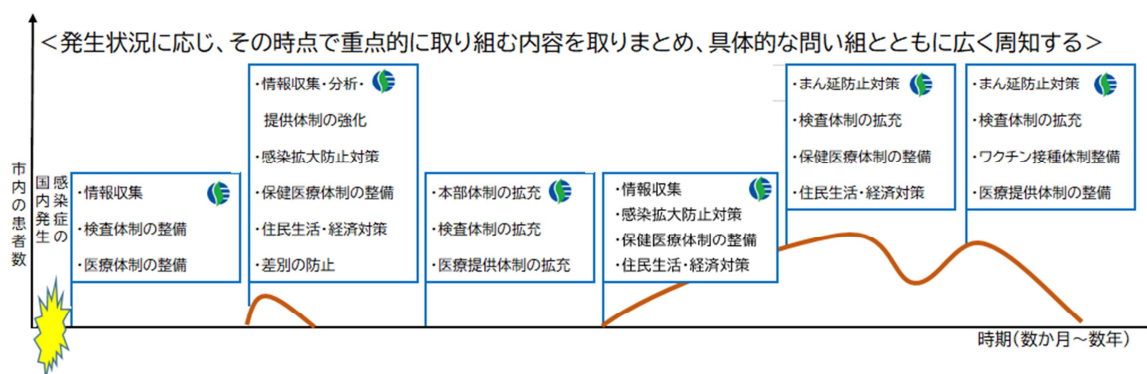 <発生状況に応じ、その時点で重点的に取り組む内容を取りまとめ、具体的な問い組とともに広く周知する>
市内の患者数
感染症の
国内発生
・情報収集
・検査体制の整備
・医療体制の整備
・情報収集・分析・
提供体制の強化
・感染拡大防止対策
・保健医療体制の整備
・住民生活・経済対策
・差別の防止
・本部体制の拡充
・検査体制の拡充
・医療提供体制の拡充
・情報収集
・感染拡大防止対策
・保健医療体制の整備
・住民生活・経済対策
・まん延防止対策
・検査体制の拡充
・保健医療体制の整備
・住民生活・経済対策
・まん延防止対策
・検査体制の拡充
・ワクチン接種体制整備
・医療提供体制の整備
時期(数か月～数年)